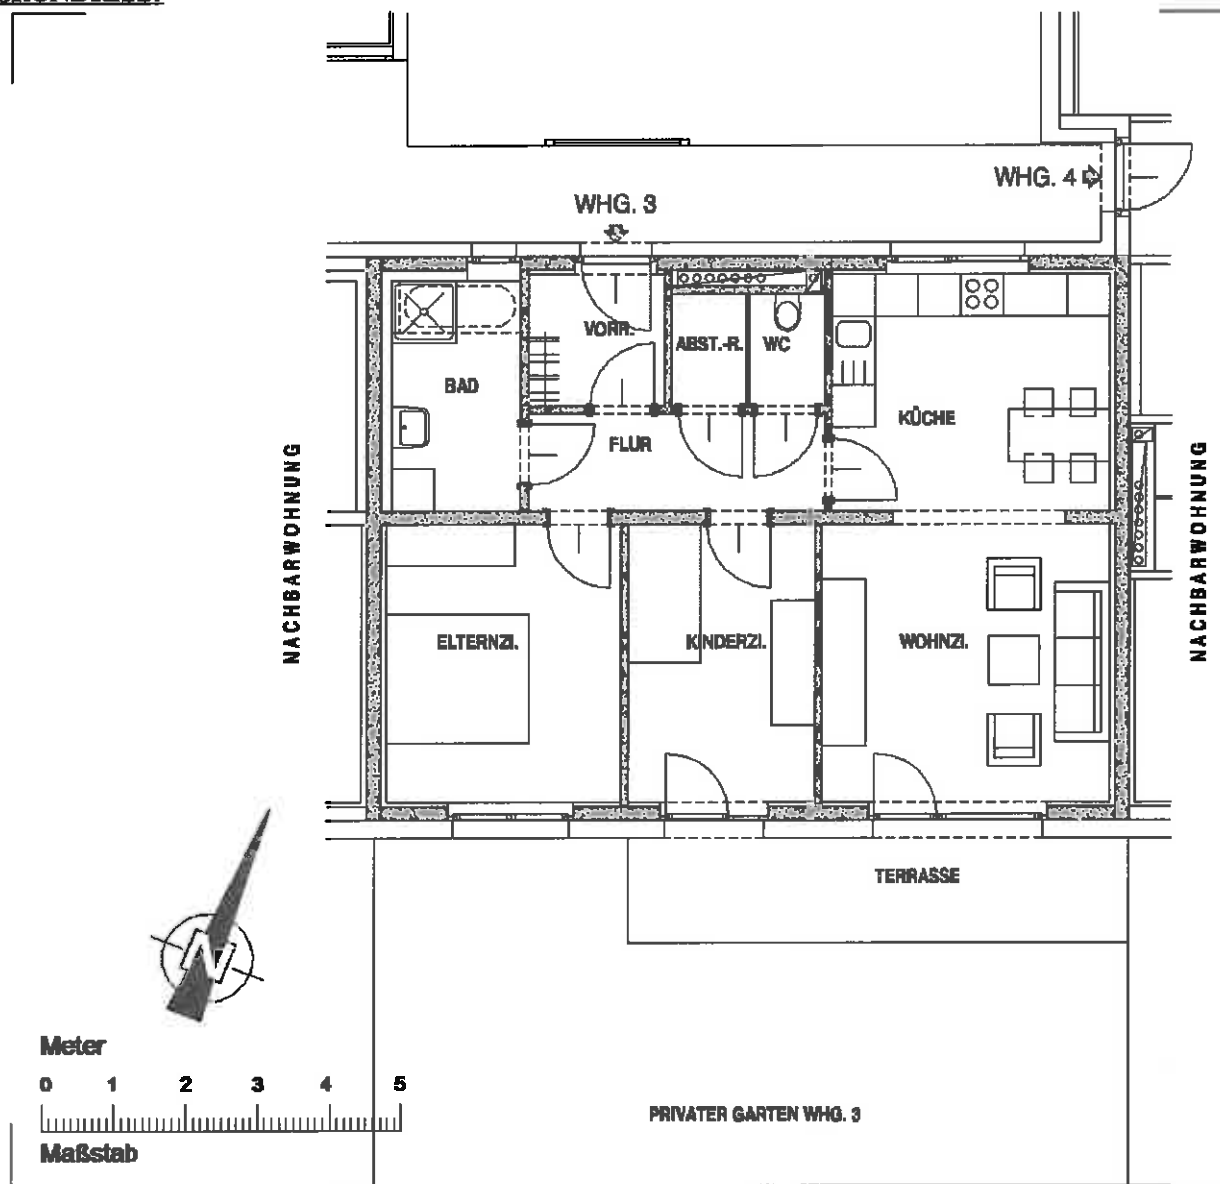 WHG. 4
WHG. 3
VORR.
ABST.-R.
WC
BAD
KÜCHE
FLUR
NACHBARWOHNUNG
NACHBARWOHNUNG
ELTERNZI.
KINDERZI.
WOHNZI.
TERRASSE
N
Meter
0 1 2 3 4 5
Maßstab
PRIVATER GARTEN WHG. 3